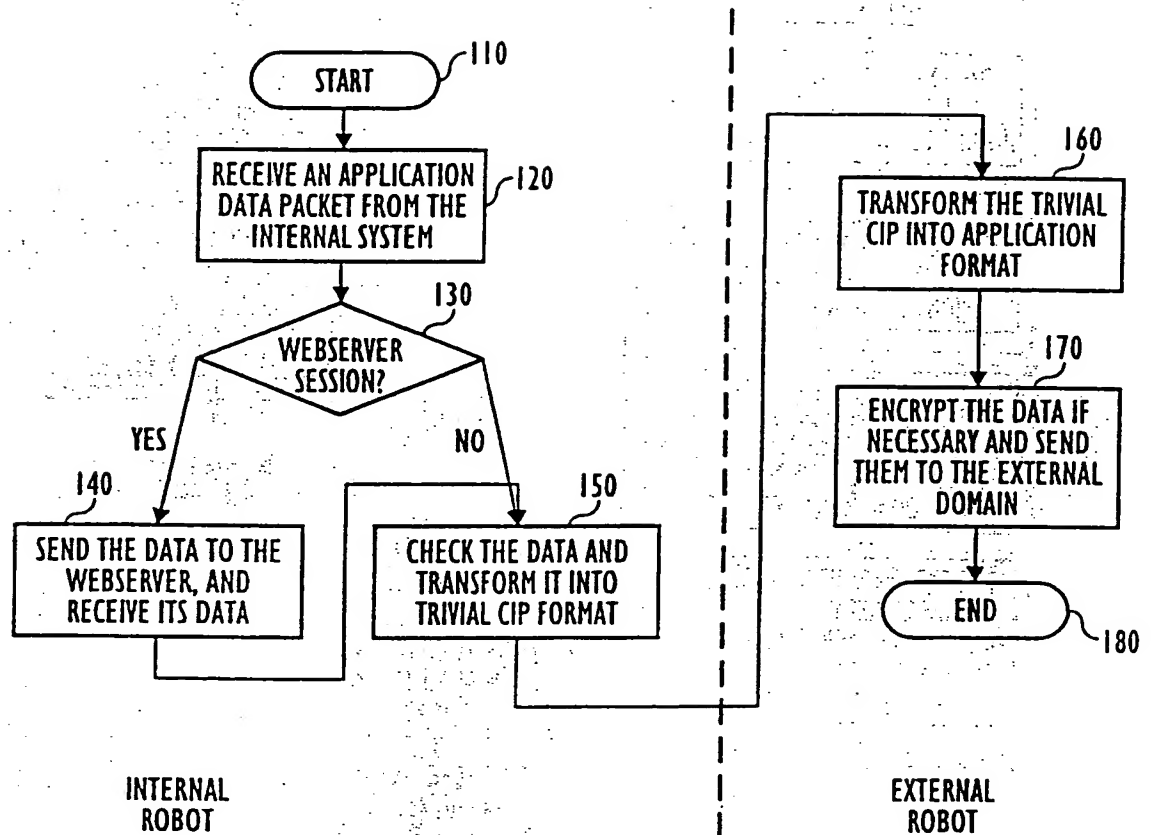 START
110
RECEIVE AN APPLICATION
DATA PACKET FROM THE
INTERNAL SYSTEM
120
130
WEBSERVER
SESSION?
YES
NO
140
SEND THE DATA TO THE
WEBSERVER, AND
RECEIVE ITS DATA
150
CHECK THE DATA AND
TRANSFORM IT INTO
TRIVIAL CIP FORMAT
160
TRANSFORM THE TRIVIAL
CIP INTO APPLICATION
FORMAT
170
ENCRYPT THE DATA IF
NECESSARY AND SEND
THEM TO THE EXTERNAL
DOMAIN
END
180
INTERNAL
ROBOT
EXTERNAL
ROBOT